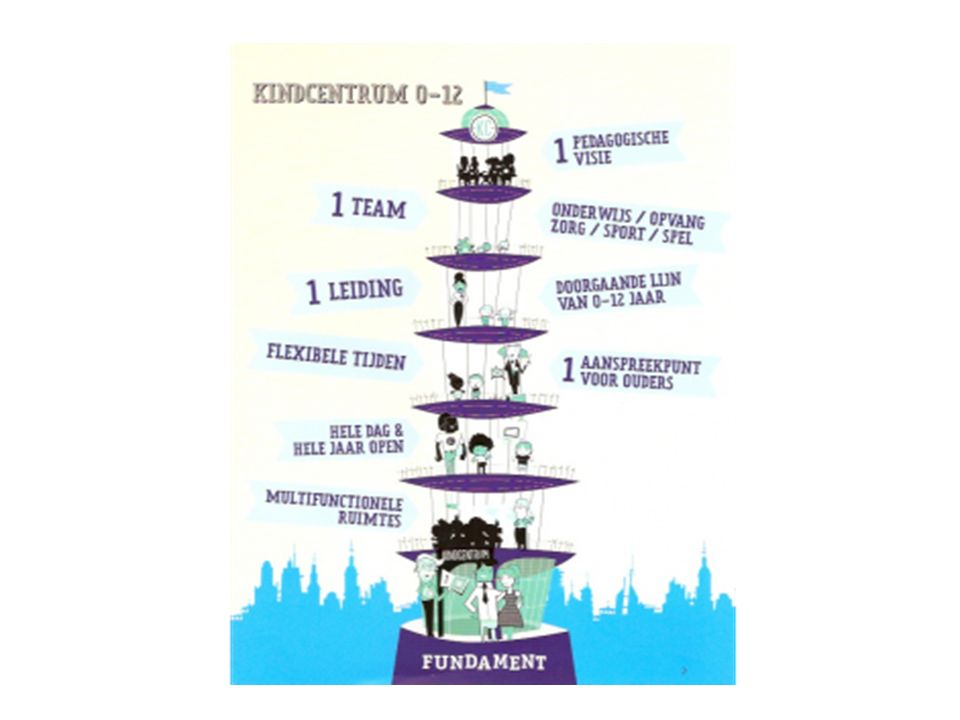 KINDCENTRUM 0-12
KC
1 PEDAGOGISCHE
VISIE
1 TEAM
ONDERWIJS / OPVANG
ZORG / SPORT / SPEL
1 LEIDING
DOORGAANDE LIJN
VAN 0-12 JAAR
FLEXIBELE TIJDEN
1 AANSPREEKPUNT
VOOR OUDERS
HELE DAG &
HELE JAAR OPEN
MULTIFUNCTIONELE
RUIMTES
KINDCENTRUM
FUNDAMENT